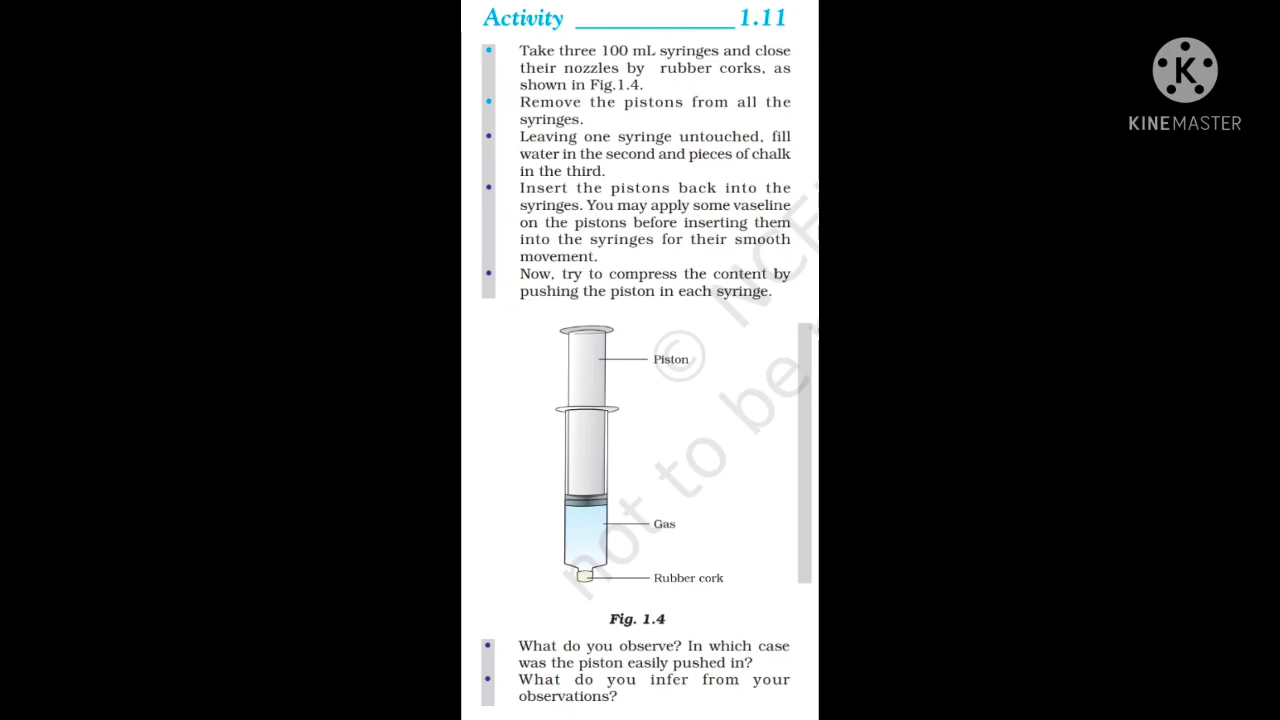 Activity 1.11
• Take three 100 mL syringes and close
their nozzles by rubber corks, as
shown in Fig.1.4.
• Remove the pistons from all the
syringes.
• Leaving one syringe untouched, fill
water in the second and pieces of chalk
in the third.
• Insert the pistons back into the
syringes. You may apply some vaseline
on the pistons before inserting them
into the syringes for their smooth
movement.
• Now, try to compress the content by
pushing the piston in each syringe.
Piston
Gas
Rubber cork
Fig. 1.4
• What do you observe? In which case
was the piston easily pushed in?
• What do you infer from your
observations?
K
KINEMASTER
©
not to be